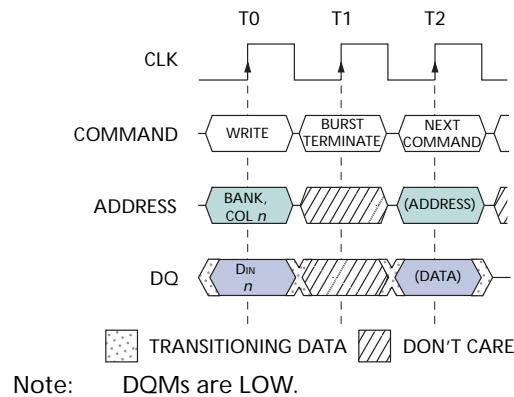 T0 T1 T2
CLK
COMMAND WRITE BURST TERMINATE NEXT COMMAND
ADDRESS BANK, COL n (ADDRESS)
DQ DIN n (DATA)
TRANSITIONING DATA DON'T CARE
Note: DQMs are LOW.